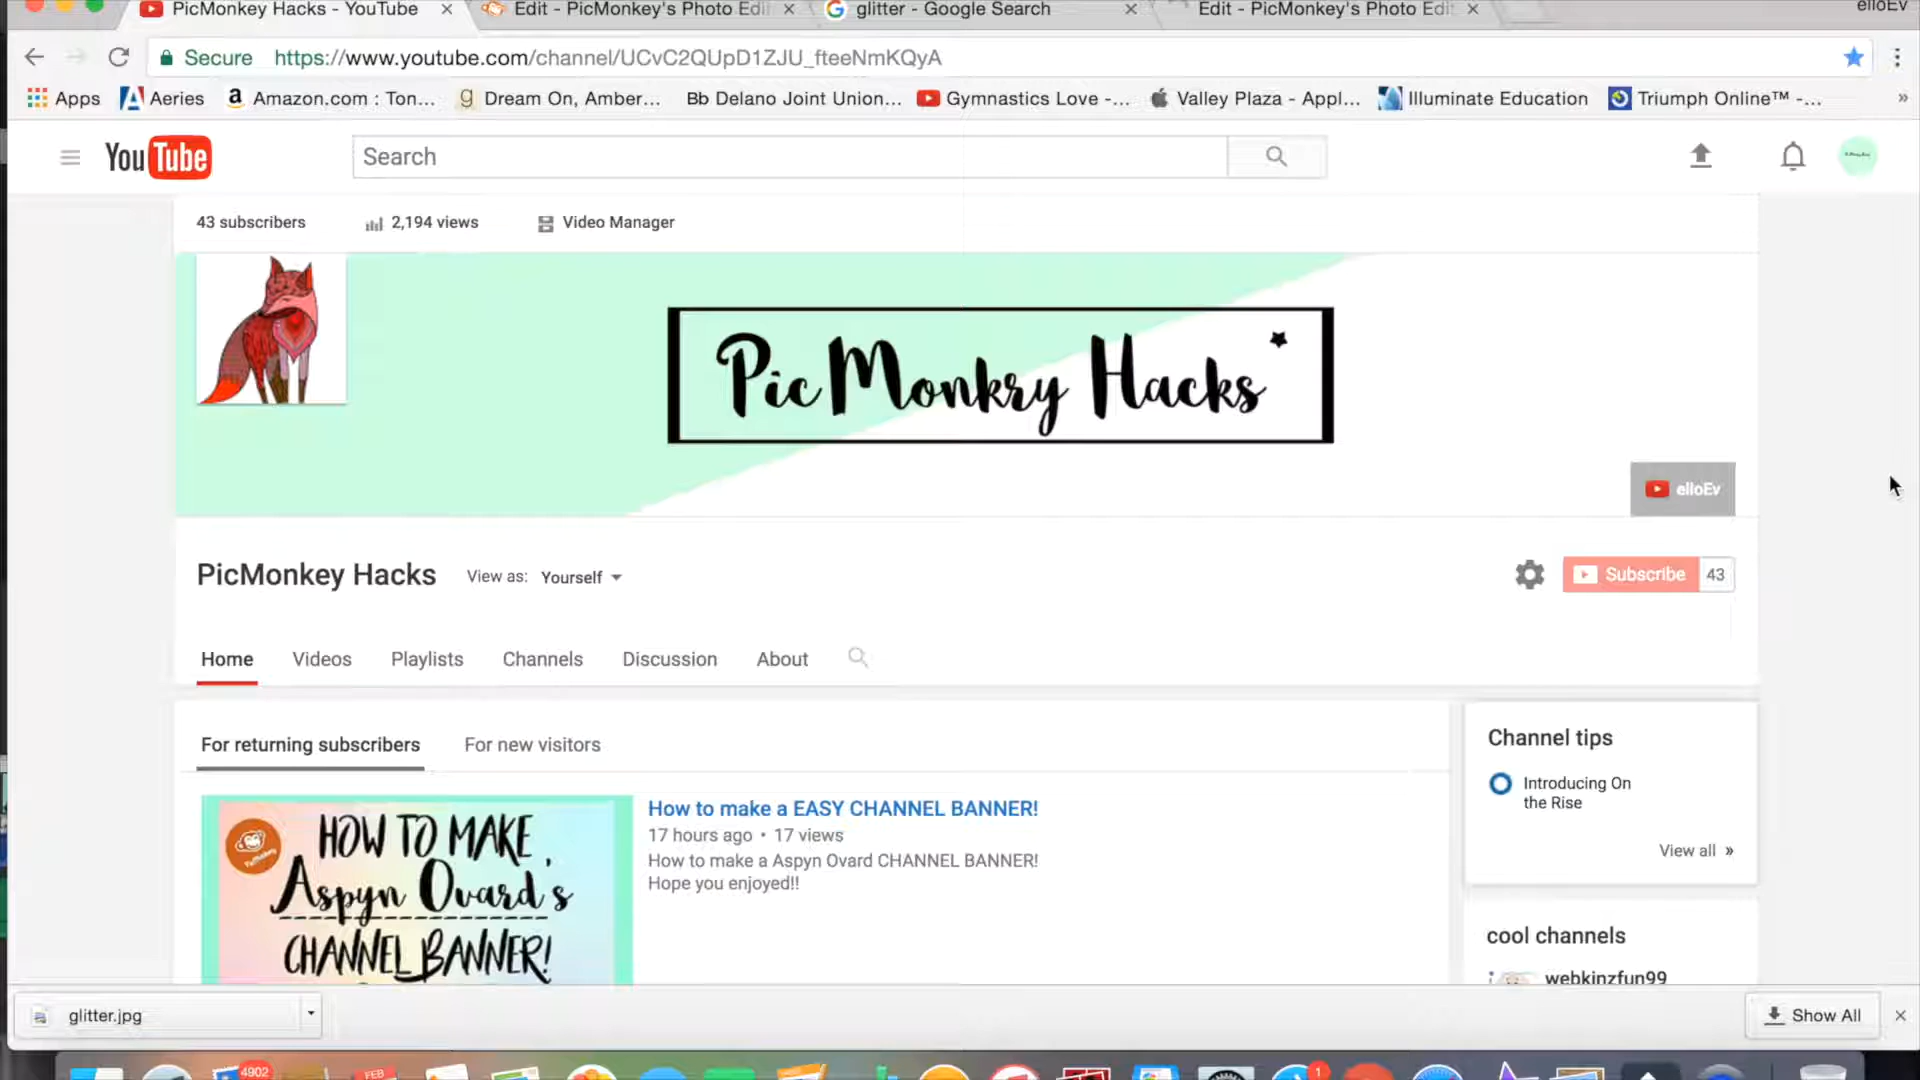 PicMonkey Hacks - YouTube
Edit - PicMonkey's Photo Edi
glitter - Google Search
Edit - PicMonkey's Photo Edi
elloEv
Secure https://www.youtube.com/channel/UCvC2QUpD1ZJU_fteeNmKQyA
Apps
Aeries
Amazon.com : Ton...
Dream On, Amber...
Bb Delano Joint Union...
Gymnastics Love -...
Valley Plaza - Appl...
Illuminate Education
Triumph Online™ -...
»
YouTube
Search
43 subscribers
2,194 views
Video Manager
Pic Monkry Hacks
elloEv
PicMonkey Hacks
View as: Yourself
Subscribe 43
Home
Videos
Playlists
Channels
Discussion
About
For returning subscribers
For new visitors
Channel tips
Introducing On
the Rise
View all »
HOW TO MAKE
Aspyn Ovard's
CHANNEL BANNER!
How to make a EASY CHANNEL BANNER!
17 hours ago • 17 views
How to make a Aspyn Ovard CHANNEL BANNER!
Hope you enjoyed!!
cool channels
webkinzfun99
glitter.jpg
Show All
4902
FEB
1